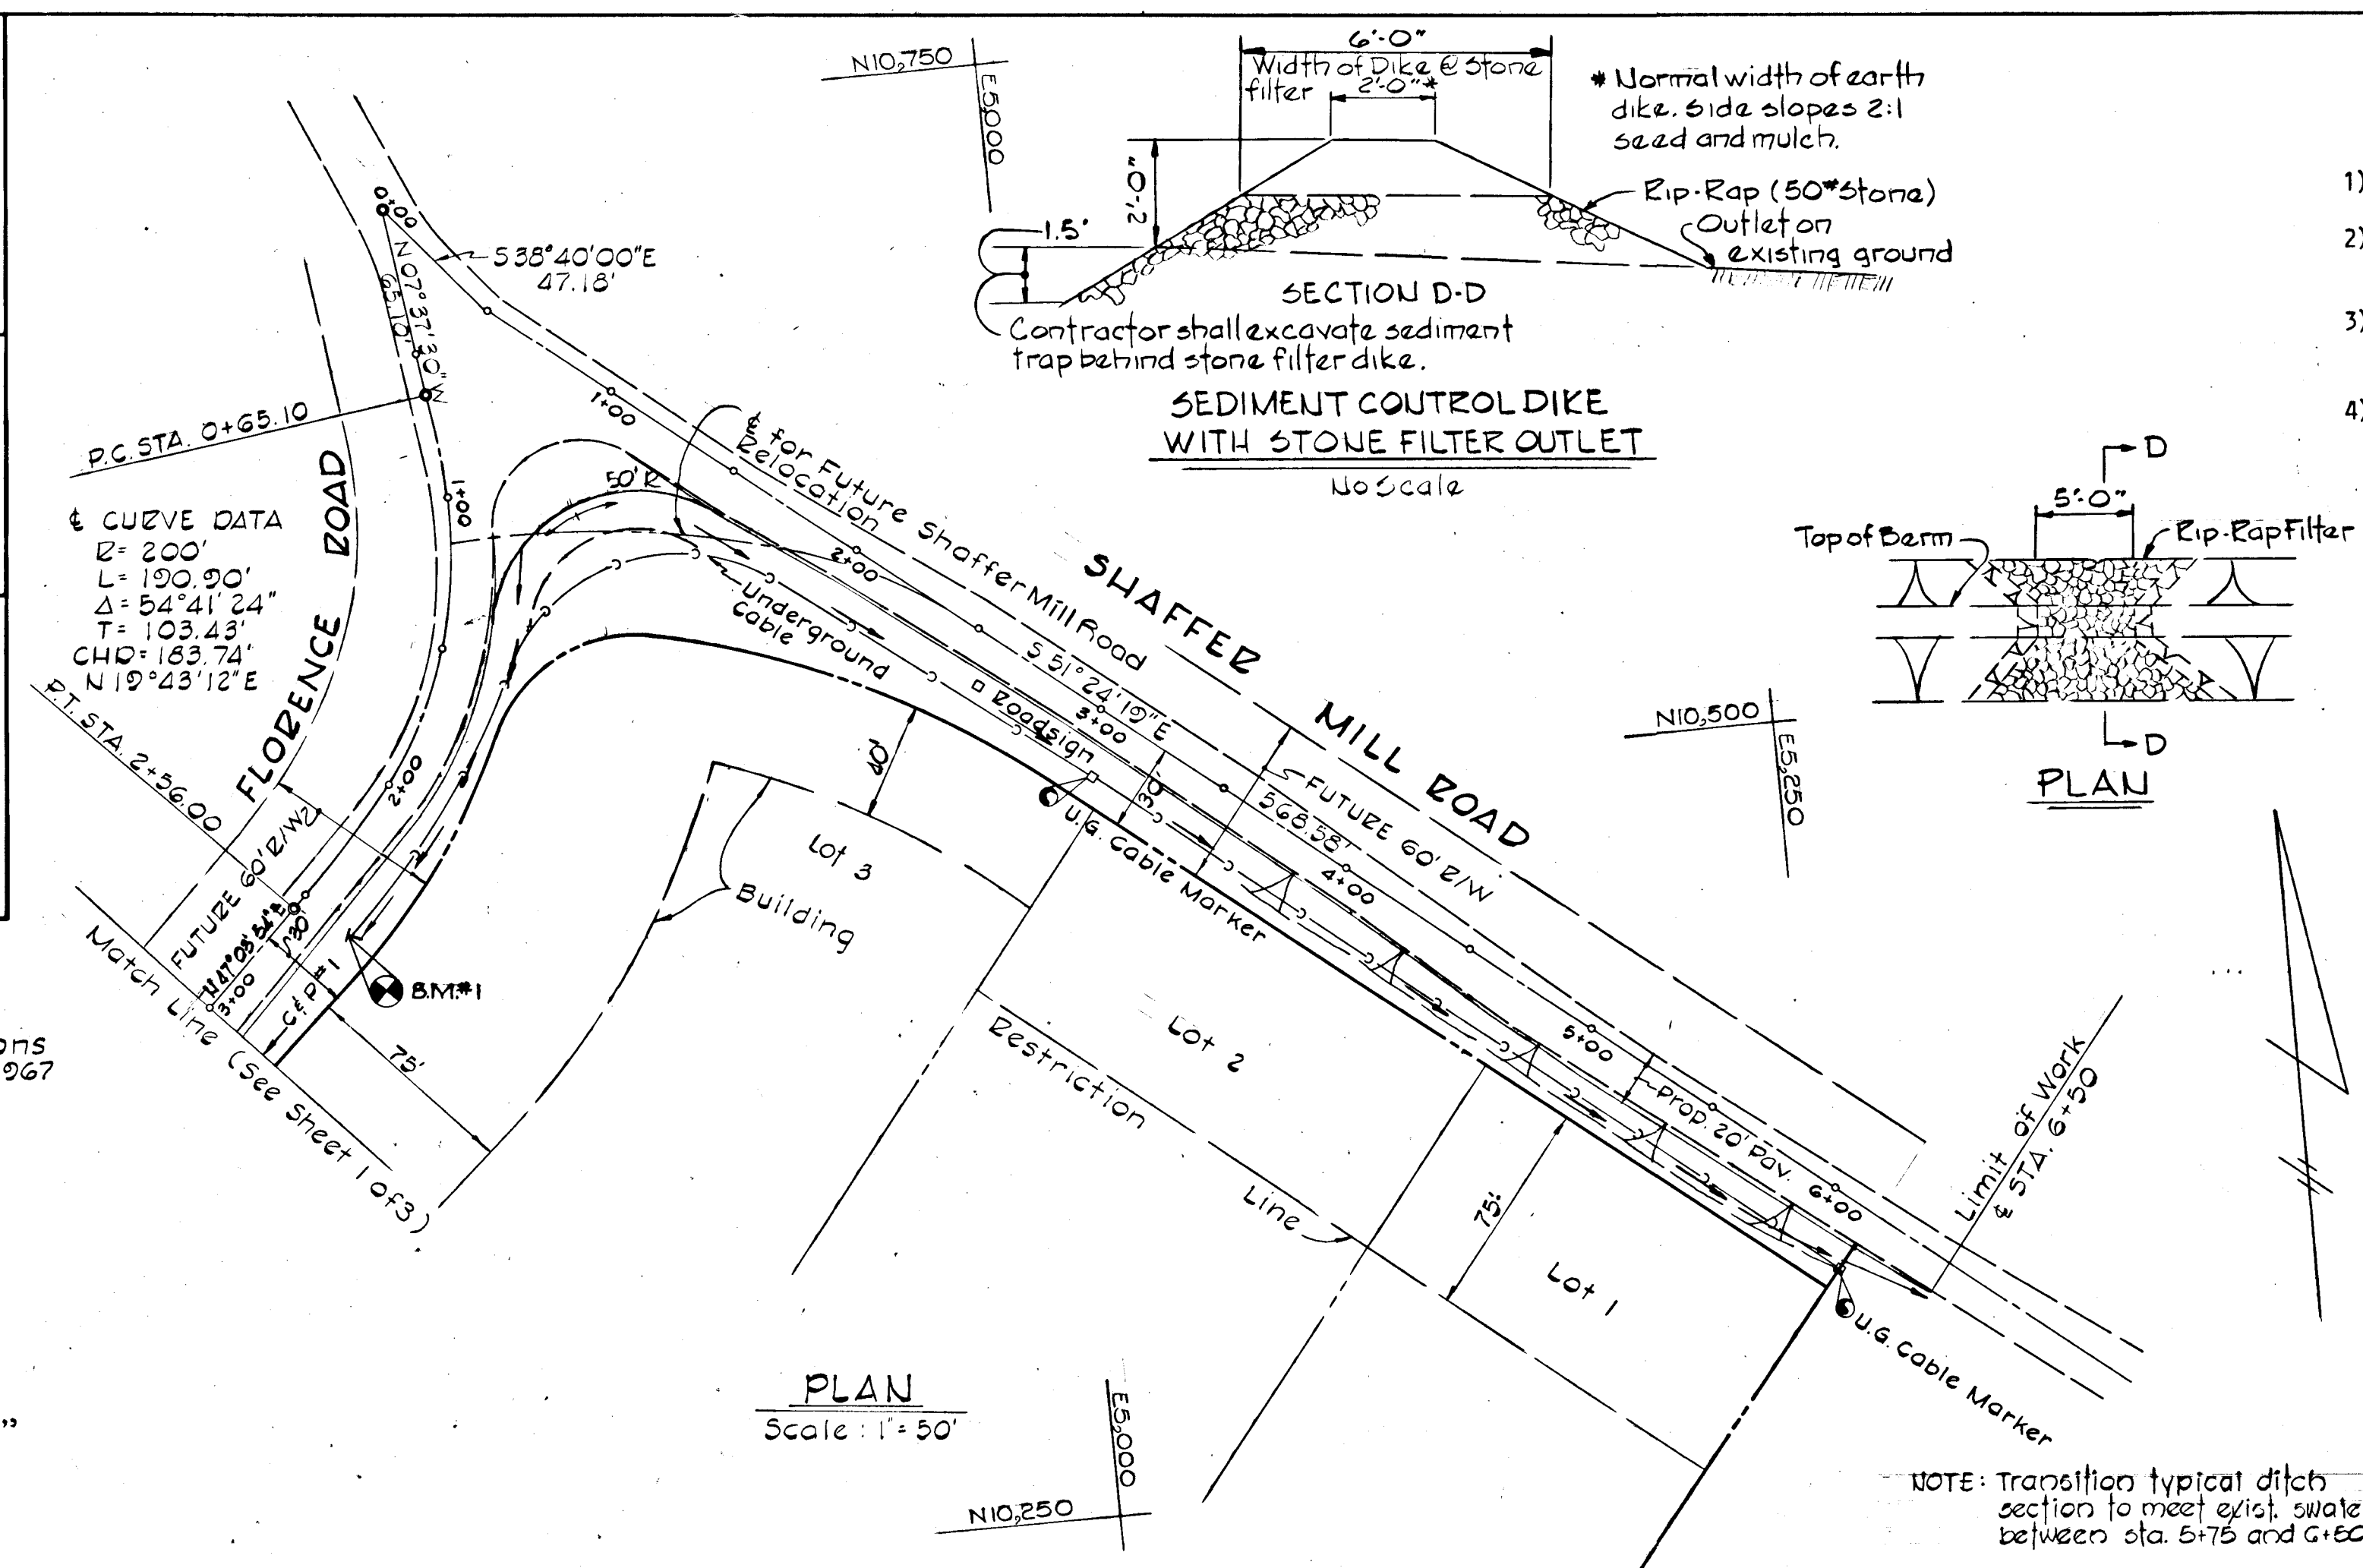 N10,750
E5,000
6'-0"
Width of Dike @ Stone
filter
2'-0"*
* Normal width of earth
dike. Side slopes 2:1
seed and mulch.
2'-0"
Rip-Rap (50# Stone)
Outlet on
existing ground
1.5'
SECTION D-D
Contractor shall excavate sediment
trap behind stone filter dike.
SEDIMENT CONTROL DIKE
WITH STONE FILTER OUTLET
No Scale
1)
2)
3)
4)
D
5'-0"
Top of Berm
Rip-Rap Filter
D
PLAN
0+00
S38°40'00"E
47.18'
N07°37'30"W
65.10'
P.C. STA. 0+65.10
1+00
1+00
℄ for Future Shaffer Mill Road
Relocation
50' R
℄ CURVE DATA
R= 200'
L= 190.90'
Δ= 54°41'24"
T= 103.43'
CHD= 183.74'
N19°43'12"E
FLORENCE ROAD
P.T. STA. 2+56.00
2+00
2+00
SHAFFER MILL ROAD
Underground
Cable
S 51°24'19"E
568.58'
Roadsign
3+00
40'
30'
FUTURE 60' R/W
N10,500
E5,250
U.G. Cable Marker
Lot 3
Building
4+00
FUTURE 60' R/W
30'
3+00
C&P #1
B.M.#1
Match Line (See Sheet 1 of 3)
75'
ons
967
Lot 2
Restriction
Line
5+00
Prop. 20' Pav.
6+00
Limit of Work
℄ STA. 6+50
75'
Lot 1
U.G. Cable Marker
PLAN
Scale: 1"=50'
E5,000
N10,250
"
NOTE: Transition typical ditch
section to meet exist. swale
between sta. 5+75 and 6+50